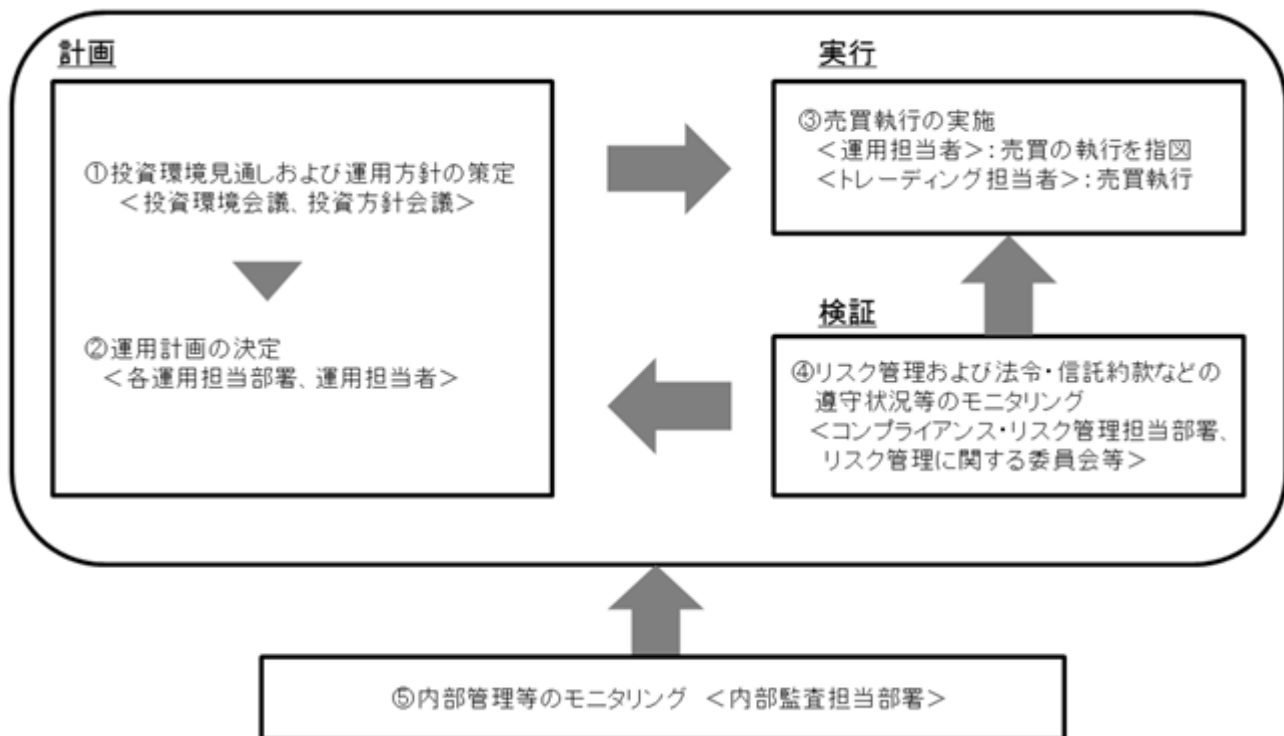 計画
①投資環境見通しおよび運用方針の策定
＜投資環境会議、投資方針会議＞
②運用計画の決定
＜各運用担当部署、運用担当者＞
実行
③売買執行の実施
＜運用担当者＞：売買の執行を指図
＜トレーディング担当者＞：売買執行
検証
④リスク管理および法令・信託約款などの
遵守状況等のモニタリング
＜コンプライアンス・リスク管理担当部署、
リスク管理に関する委員会等＞
⑤内部管理等のモニタリング ＜内部監査担当部署＞